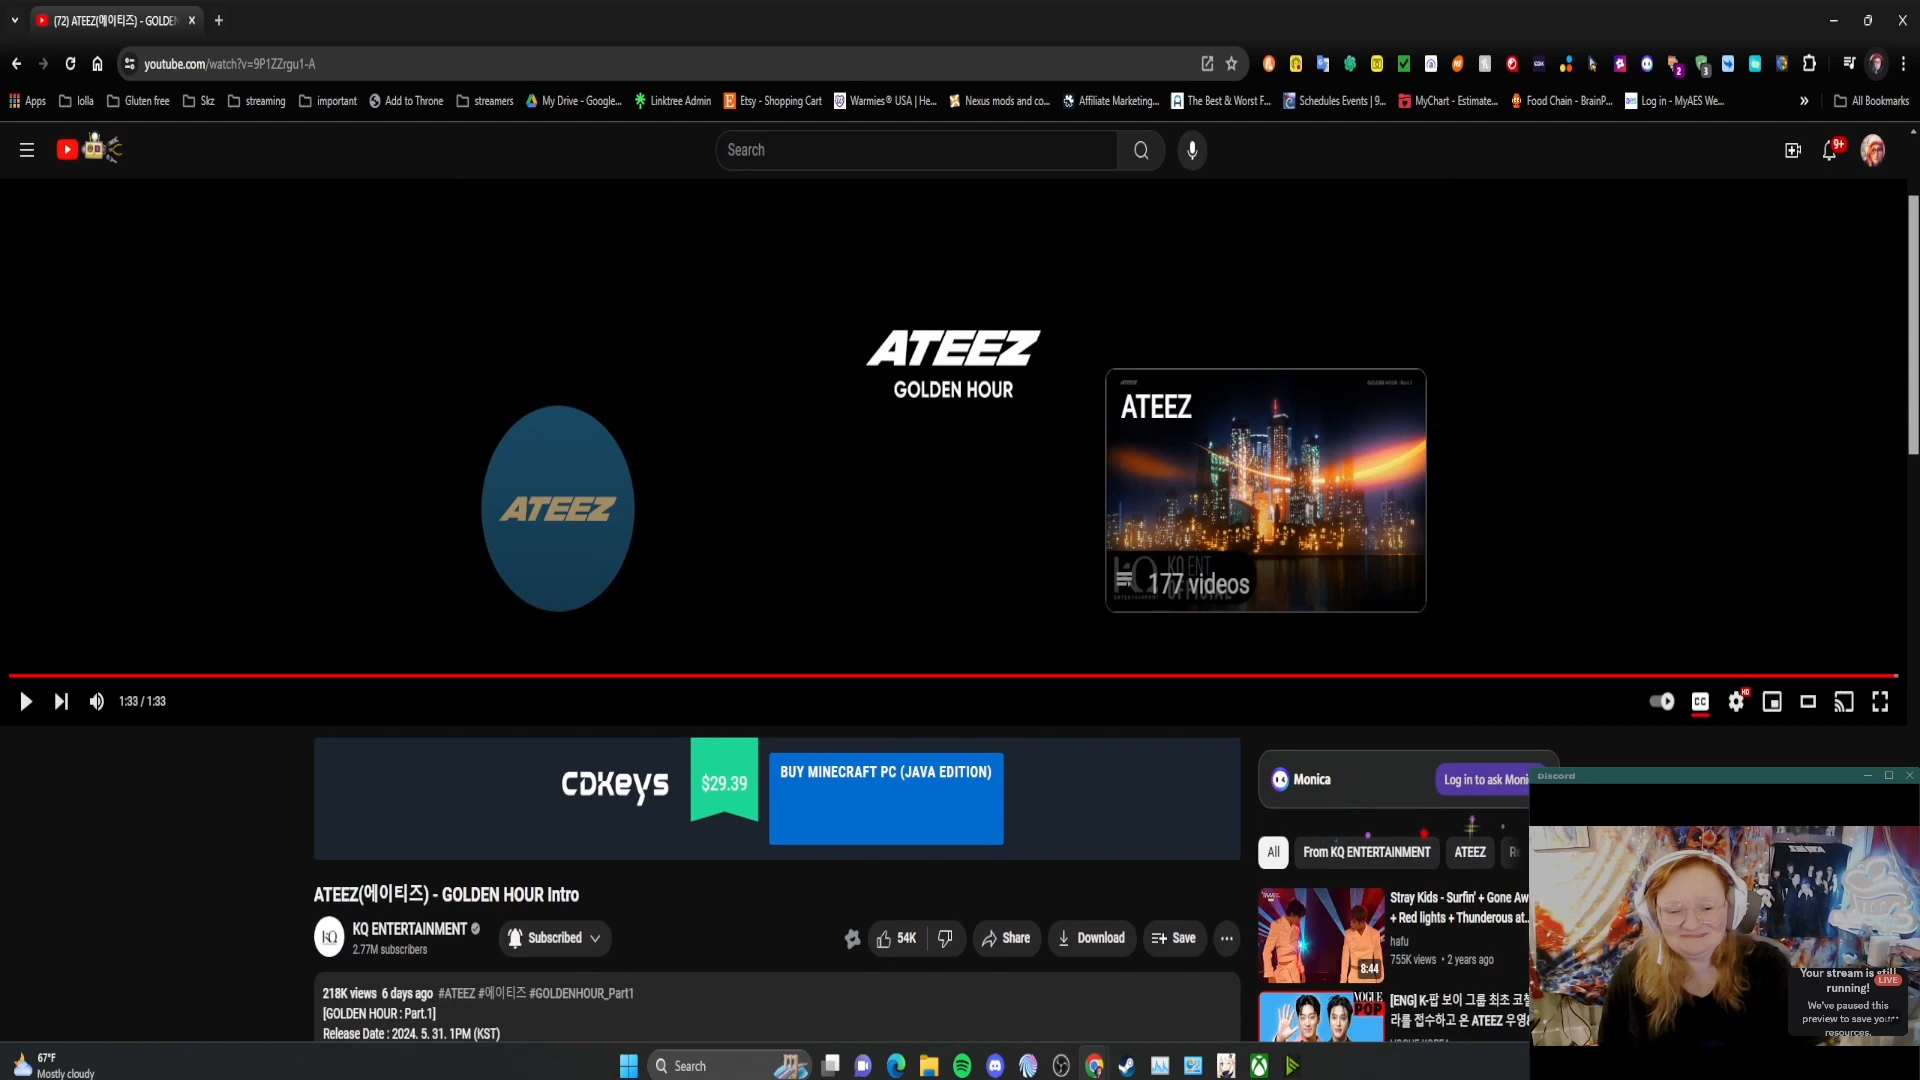 (72) ATEEZ(에이티즈) - GOLDEN
youtube.com/watch?v=9P1ZZrgu1-A
Apps lolla Gluten free Skz streaming important Add to Throne streamers My Drive - Google... Linktree Admin Etsy - Shopping Cart Warmies® USA | He... Nexus mods and co... Affiliate Marketing... The Best & Worst F... Schedules Events | 9... MyChart - Estimate... Food Chain - BrainP... Log in - MyAES We... » All Bookmarks
Search
9+
ATEEZ
GOLDEN HOUR
ATEEZ
ATEEZ
177 videos
1:33 / 1:33
CC
HD
CDKeys
$29.39
BUY MINECRAFT PC (JAVA EDITION)
Monica
Log in to ask Moni
Discord
All
From KQ ENTERTAINMENT
ATEEZ
Re
ATEEZ(에이티즈) - GOLDEN HOUR Intro
KQ ENTERTAINMENT
2.77M subscribers
Subscribed
54K
Share
Download
Save
218K views 6 days ago #ATEEZ #에이티즈 #GOLDENHOUR_Part1
[GOLDEN HOUR : Part.1]
Release Date : 2024. 5. 31. 1PM (KST)
Stray Kids - Surfin' + Gone Aw
+ Red lights + Thunderous at...
hafu
755K views • 2 years ago
8:44
VOGUE
POP
[ENG] K-팝 보이 그룹 최초 코첼
라를 접수하고 온 ATEEZ 우영&
Your stream is still
running!
LIVE
We've paused this
preview to save your
resources.
67°F
Mostly cloudy
Search